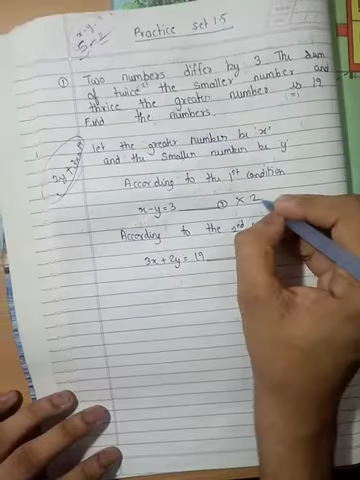 Practice set 1.5
5-2
① Two numbers differ by 3. The sum
of twice the smaller number and
thrice the greater number is 19
Find the numbers.
let the greater number be 'x'
and the smaller number be y'
According to the 1st condition
x-y=3 ① × 2
According to the 2nd
3x + 2y = 19